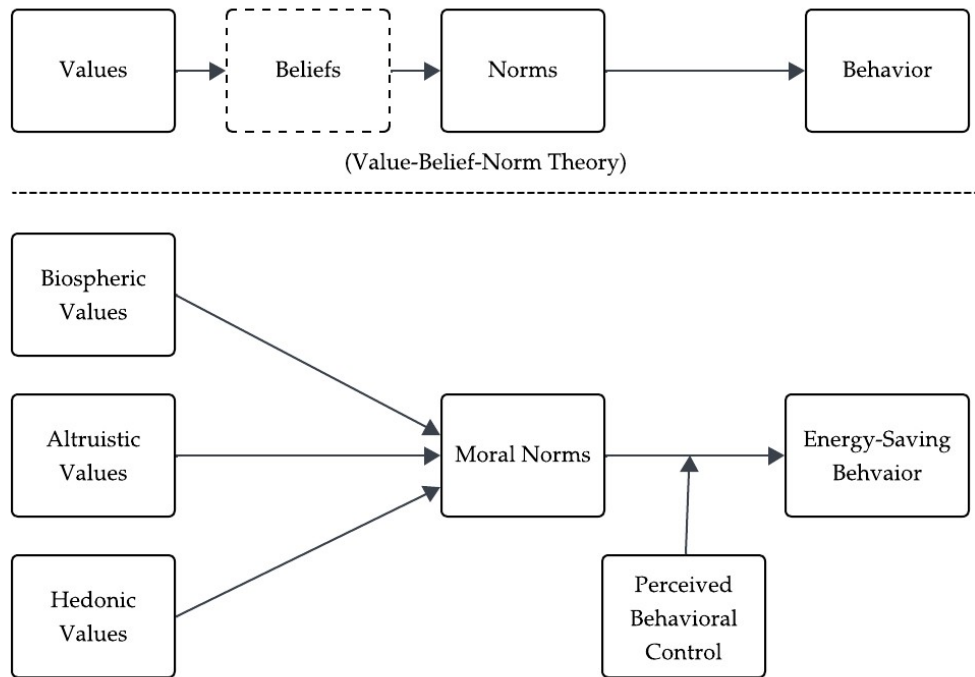 Values
Beliefs
Norms
Behavior
(Value-Belief-Norm Theory)
Biospheric
Values
Altruistic
Values
Moral Norms
Energy-Saving
Behvaior
Hedonic
Values
Perceived
Behavioral
Control